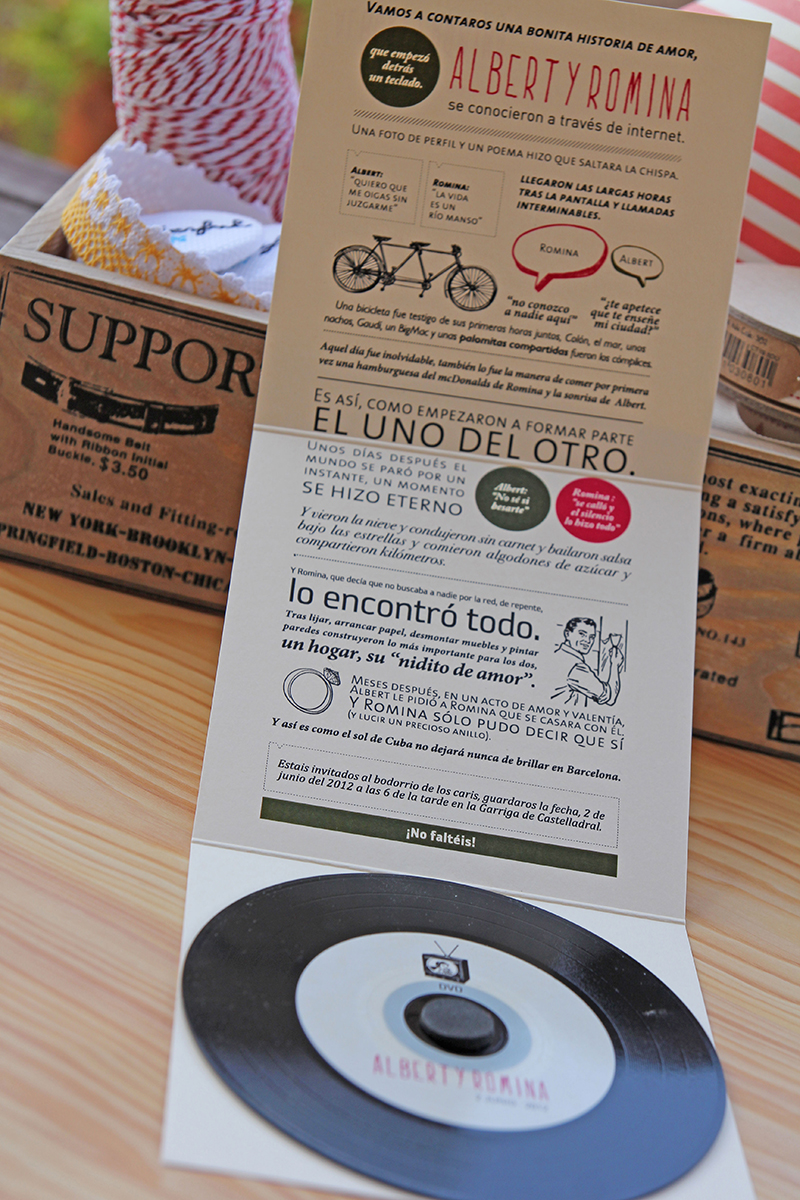 VAMOS A CONTAROS UNA BONITA HISTORIA DE AMOR,
que empezó
detrás
un teclado.
ALBERT Y ROMINA
se conocieron a través de internet.
UNA FOTO DE PERFIL Y UN POEMA HIZO QUE SALTARA LA CHISPA.
ALBERT:
"QUIERO QUE
ME OIGAS SIN
JUZGARME"
ROMINA:
"LA VIDA
ES UN
RÍO MANSO"
LLEGARON LAS LARGAS HORAS
TRAS LA PANTALLA Y LLAMADAS
INTERMINABLES.
ROMINA
ALBERT
"no conozco
a nadie aquí"
"¿te apetece
que te enseñe
mi ciudad?"
Una bicicleta fue testigo de sus primeras horas juntos, Colón, el mar, unos
nachos, Gaudí, un BigMac y unas palomitas compartidas fueron los cómplices.
Aquel día fue inolvidable, también lo fue la manera de comer por primera
vez una hamburguesa del mcDonalds de Romina y la sonrisa de Albert.
ES ASÍ, COMO EMPEZARON A FORMAR PARTE
EL UNO DEL OTRO.
UNOS DÍAS DESPUÉS EL
MUNDO SE PARÓ POR UN
INSTANTE, UN MOMENTO
SE HIZO ETERNO
Albert:
"No sé si
besarte"
Romina:
"se calló y
el silencio
lo hizo todo"
Y vieron la nieve y condujeron sin carnet y bailaron salsa
bajo las estrellas y comieron algodones de azúcar y
compartieron kilómetros.
Y Romina, que decía que no buscaba a nadie por la red, de repente,
lo encontró todo.
Tras lijar, arrancar papel, desmontar muebles y pintar
paredes construyeron lo más importante para los dos,
un hogar, su "nidito de amor".
MESES DESPUÉS, EN UN ACTO DE AMOR Y VALENTÍA,
ALBERT LE PIDIÓ A ROMINA QUE SE CASARA CON ÉL.
Y ROMINA SÓLO PUDO DECIR QUE SÍ
(Y LUCIR UN PRECIOSO ANILLO).
Y así es como el sol de Cuba no dejará nunca de brillar en Barcelona.
Estais invitados al bodorrio de los caris, guardaros la fecha, 2 de
junio del 2012 a las 6 de la tarde en la Garriga de Castelladral.
¡No faltéis!
DVD
ALBERT Y ROMINA
2 JUNIO 2012
SUPPOR
Handsome Belt
with Ribbon Initial
Buckle, $3.50
Sales and Fitting-r
NEW YORK-BROOKLYN-
PRINGFIELD-BOSTON-CHICA
most exactin
g a satisfy
ons, where
r a firm
NO. 143
rated